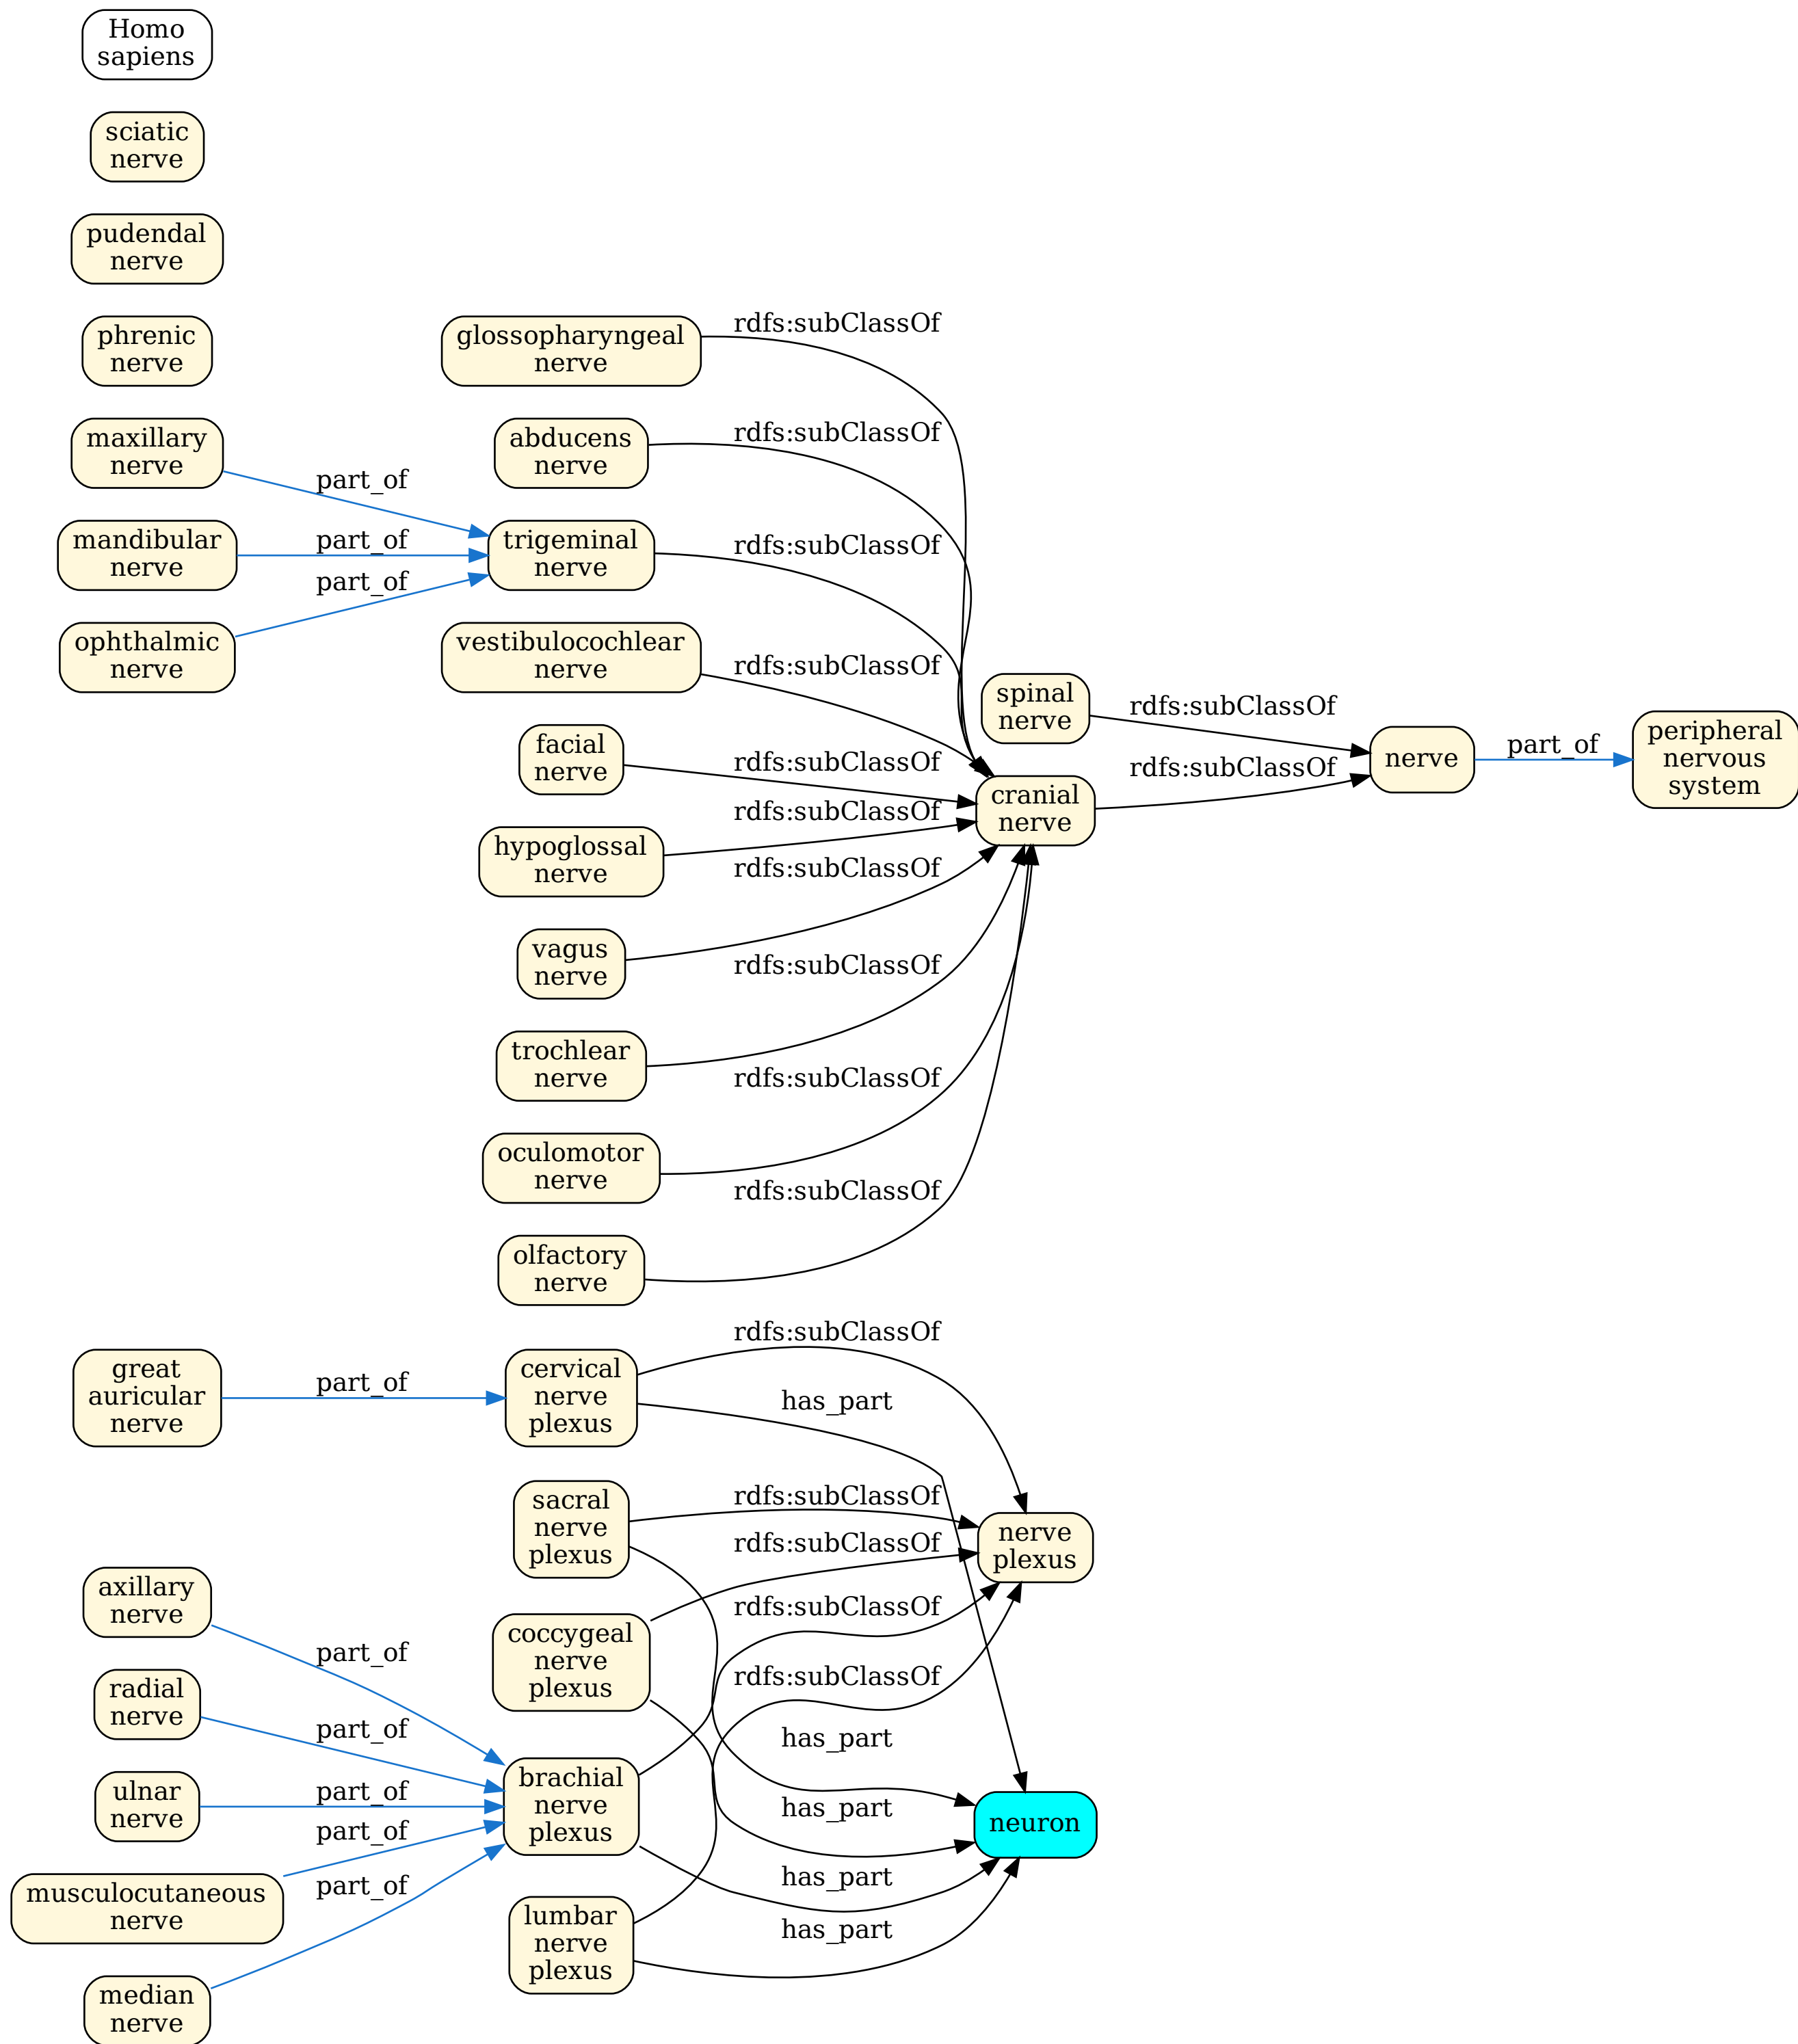 Homo
sapiens
sciatic
nerve
pudendal
nerve
phrenic
nerve
maxillary
nerve
part_of
mandibular
nerve
part_of
ophthalmic
nerve
part_of
glossopharyngeal
nerve
rdfs:subClassOf
abducens
nerve
rdfs:subClassOf
trigeminal
nerve
rdfs:subClassOf
vestibulocochlear
nerve
rdfs:subClassOf
facial
nerve
rdfs:subClassOf
hypoglossal
nerve
rdfs:subClassOf
vagus
nerve
rdfs:subClassOf
trochlear
nerve
rdfs:subClassOf
oculomotor
nerve
rdfs:subClassOf
olfactory
nerve
rdfs:subClassOf
spinal
nerve
rdfs:subClassOf
cranial
nerve
rdfs:subClassOf
nerve
part_of
peripheral
nervous
system
great
auricular
nerve
part_of
cervical
nerve
plexus
rdfs:subClassOf
has_part
sacral
nerve
plexus
rdfs:subClassOf
coccygeal
nerve
plexus
rdfs:subClassOf
rdfs:subClassOf
rdfs:subClassOf
nerve
plexus
axillary
nerve
part_of
radial
nerve
part_of
ulnar
nerve
part_of
musculocutaneous
nerve
part_of
median
nerve
part_of
brachial
nerve
plexus
has_part
has_part
has_part
lumbar
nerve
plexus
has_part
neuron